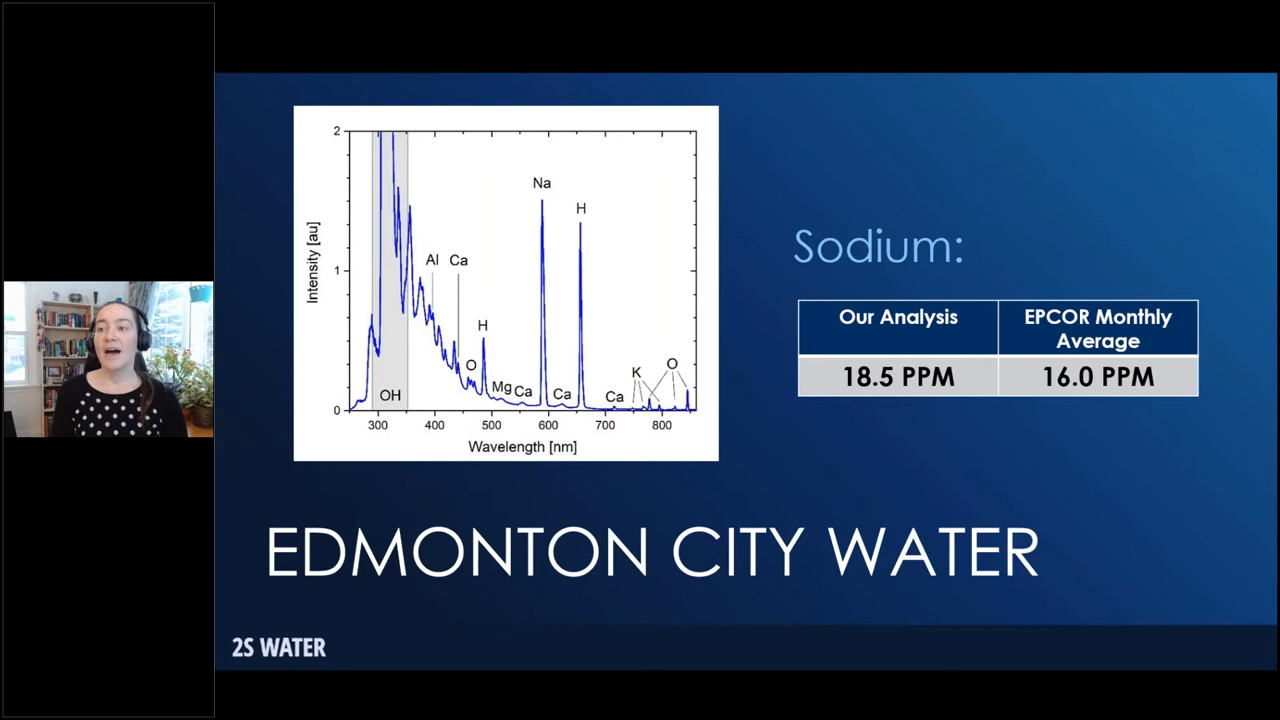 2
1
0
Intensity [au]
Na
H
Al Ca
H
O
Mg
Ca
Ca
Ca
K
O
OH
300 400 500 600 700 800
Wavelength [nm]
Sodium:
Our Analysis
EPCOR Monthly
Average
18.5 PPM
16.0 PPM
EDMONTON CITY WATER
2S WATER